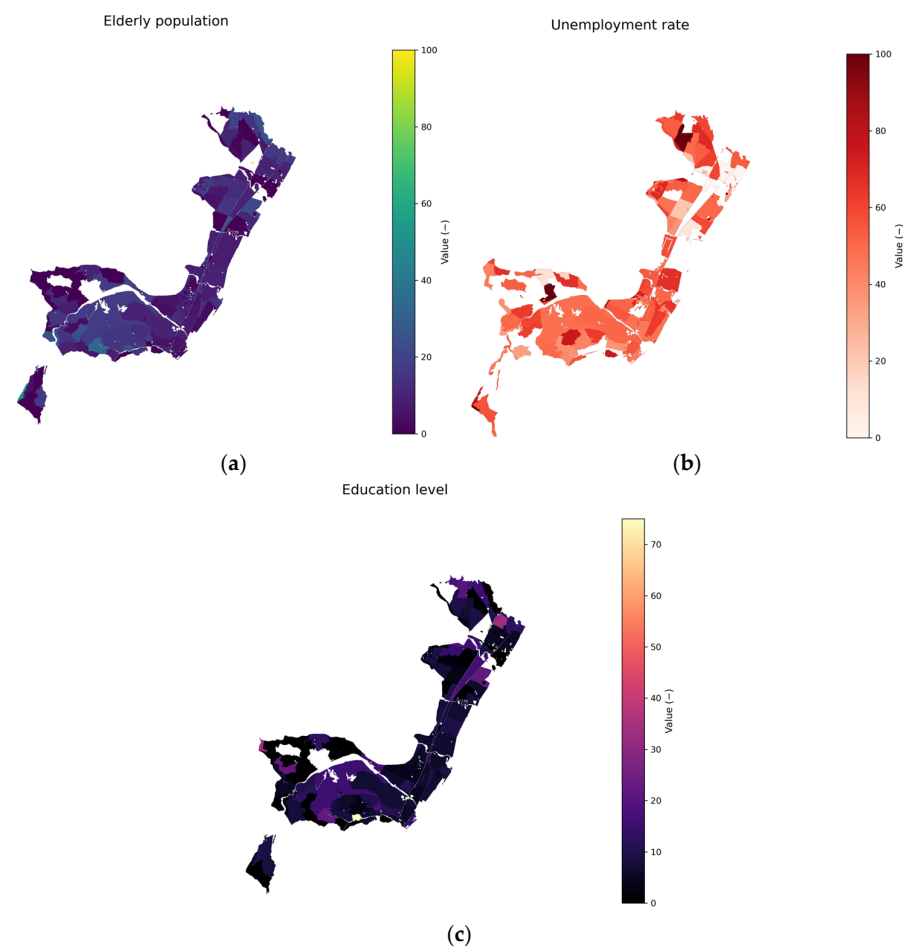 Elderly population
100
80
60
40
20
0
Value (−)
(a)
Unemployment rate
100
80
60
40
20
0
Value (−)
(b)
Education level
70
60
50
40
30
20
10
0
Value (−)
(c)